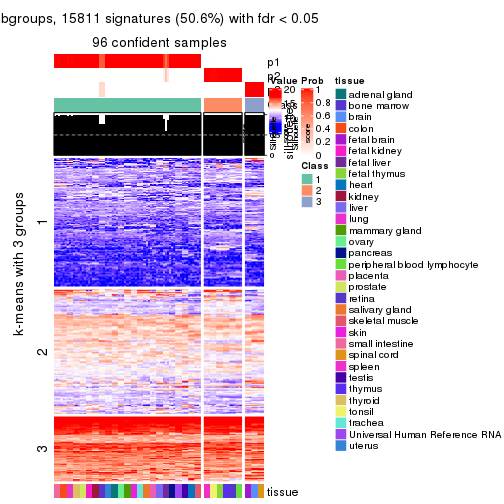 bgroups, 15811 signatures (50.6%) with fdr < 0.05
96 confident samples
p1
p2
Value
Prob
tissue
20
15
1
0.8
0.6
0.4
0.2
0
Class
1
2
3
k-means with 3 groups
1
2
3
tissue
adrenal gland
bone marrow
brain
colon
fetal brain
fetal kidney
fetal liver
fetal thymus
heart
kidney
liver
lung
mammary gland
ovary
pancreas
peripheral blood lymphocyte
placenta
prostate
retina
salivary gland
skeletal muscle
skin
small intestine
spinal cord
spleen
testis
thymus
thyroid
tonsil
trachea
Universal Human Reference RNA
uterus